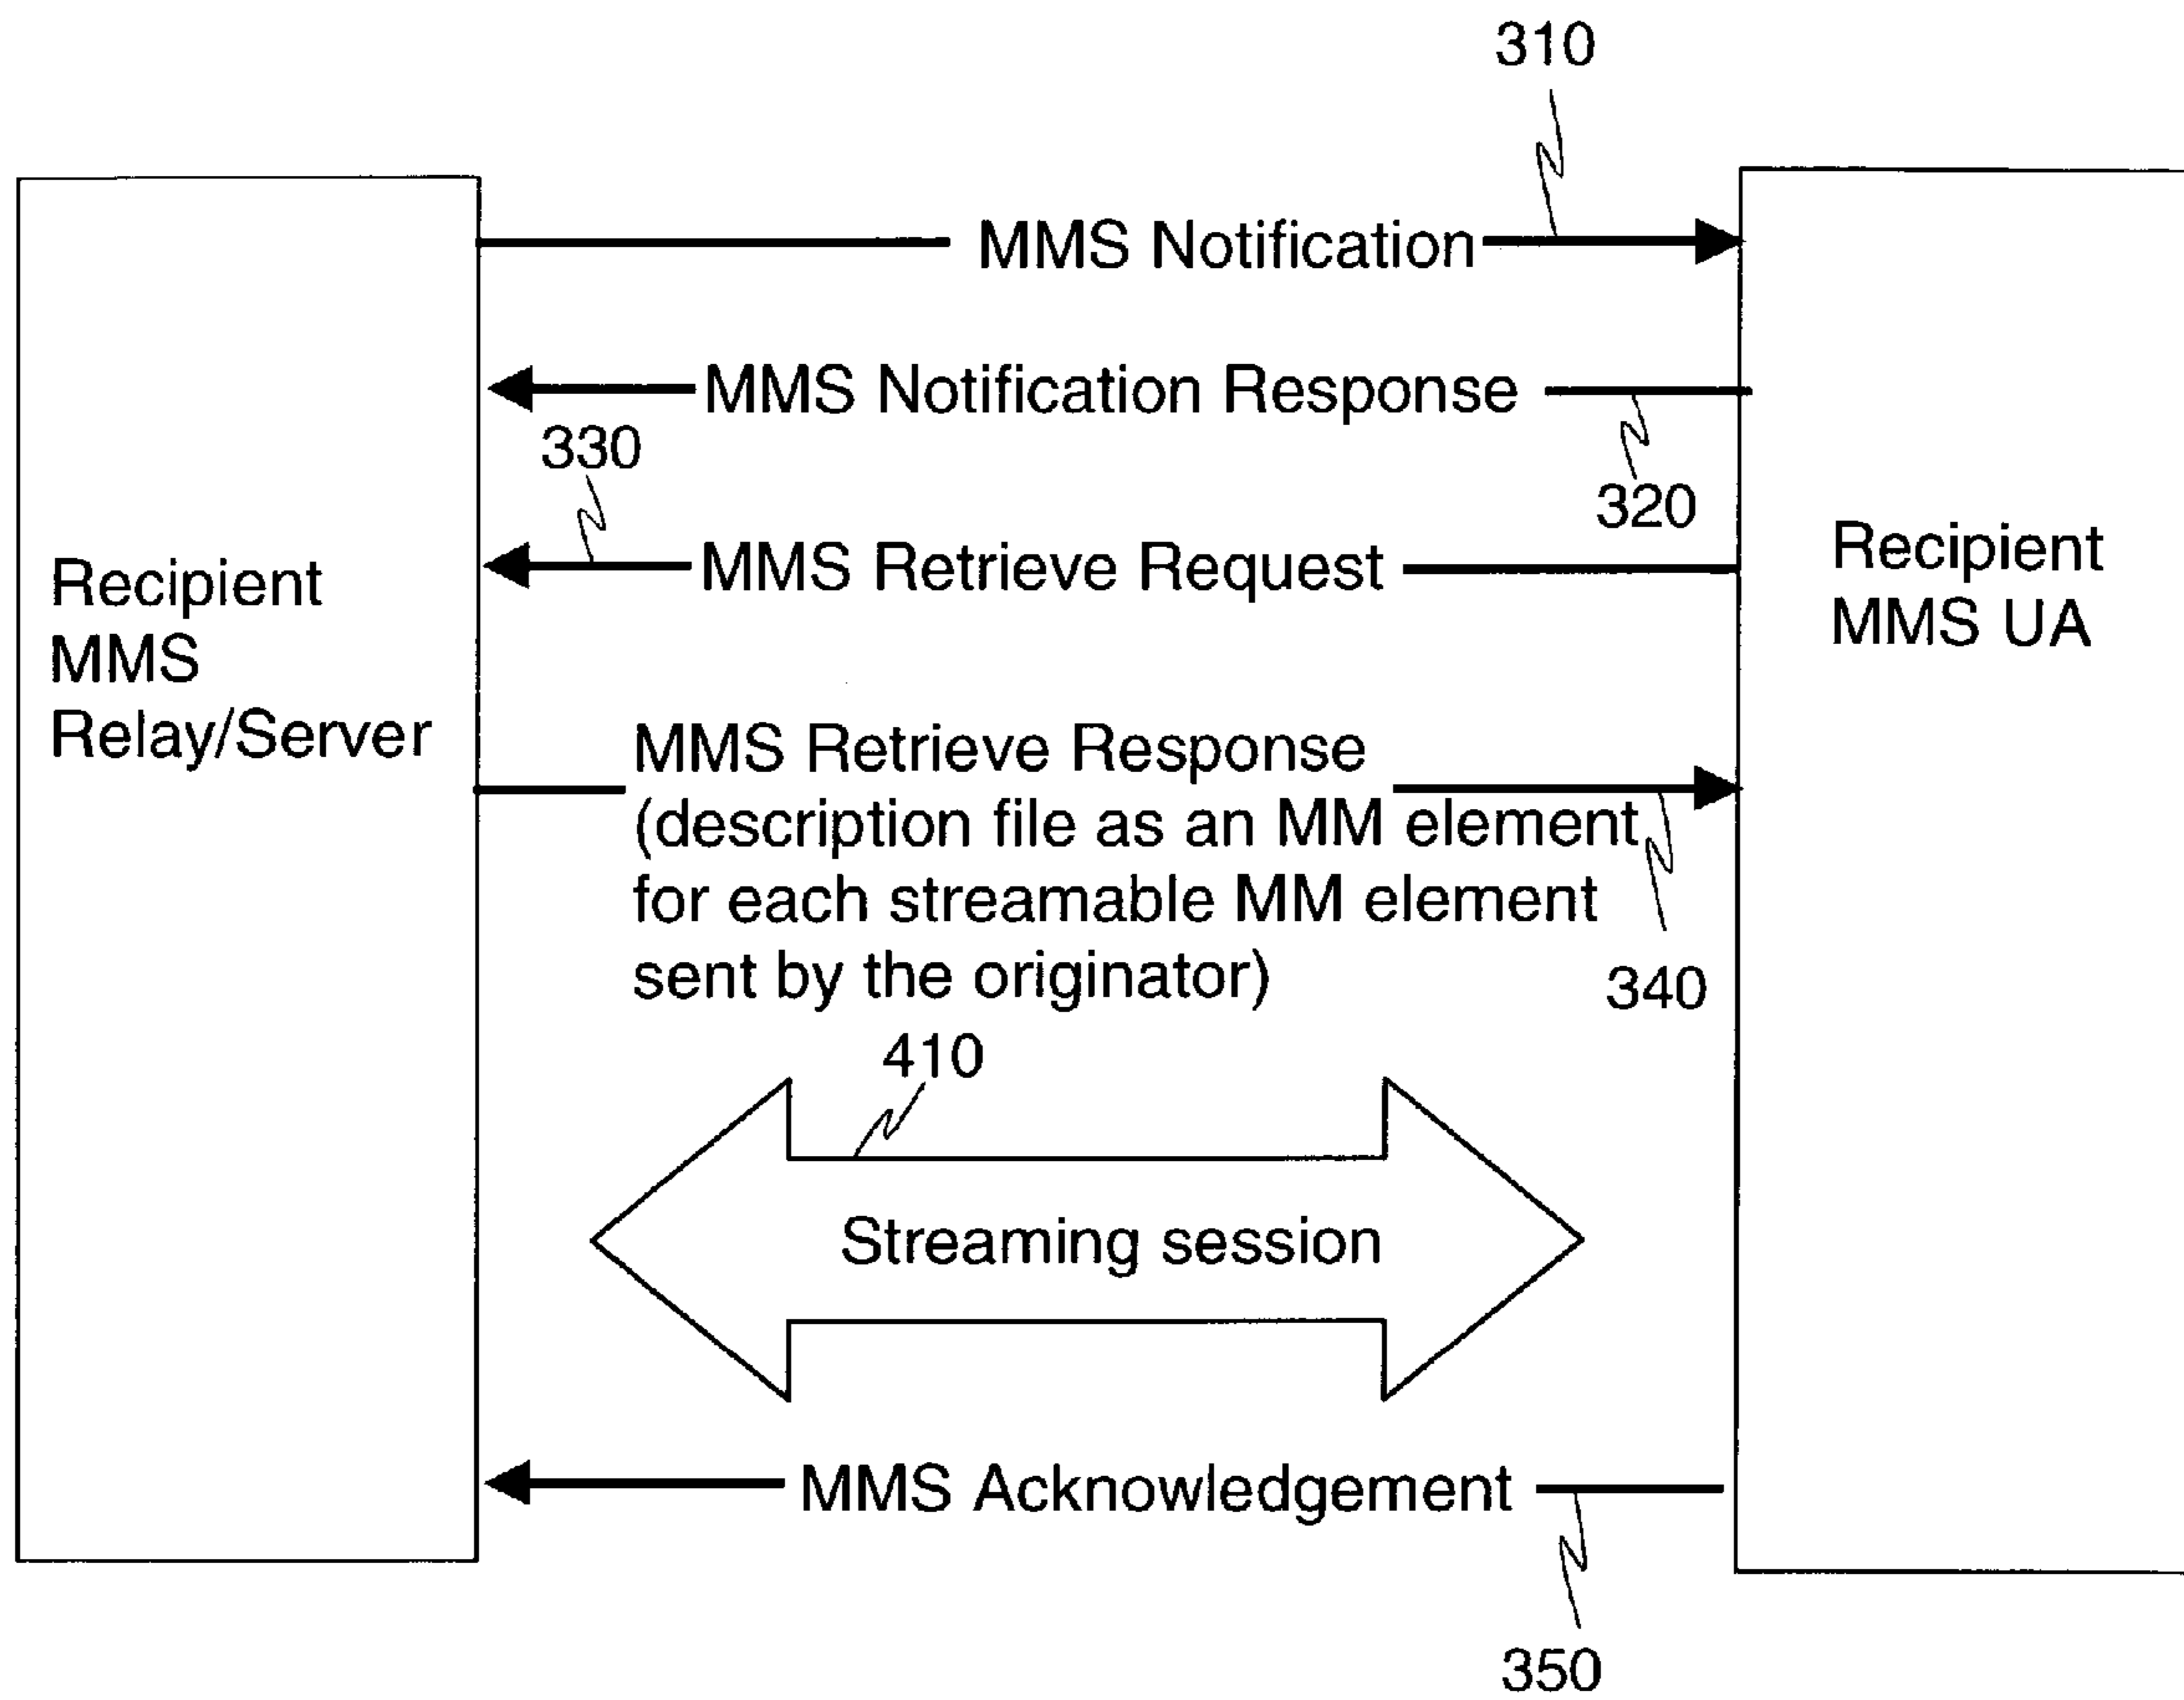 310
MMS Notification
MMS Notification Response
330
320
MMS Retrieve Request
Recipient
MMS
Relay/Server
Recipient
MMS UA
MMS Retrieve Response
(description file as an MM element
for each streamable MM element
sent by the originator)
340
410
Streaming session
MMS Acknowledgement
350